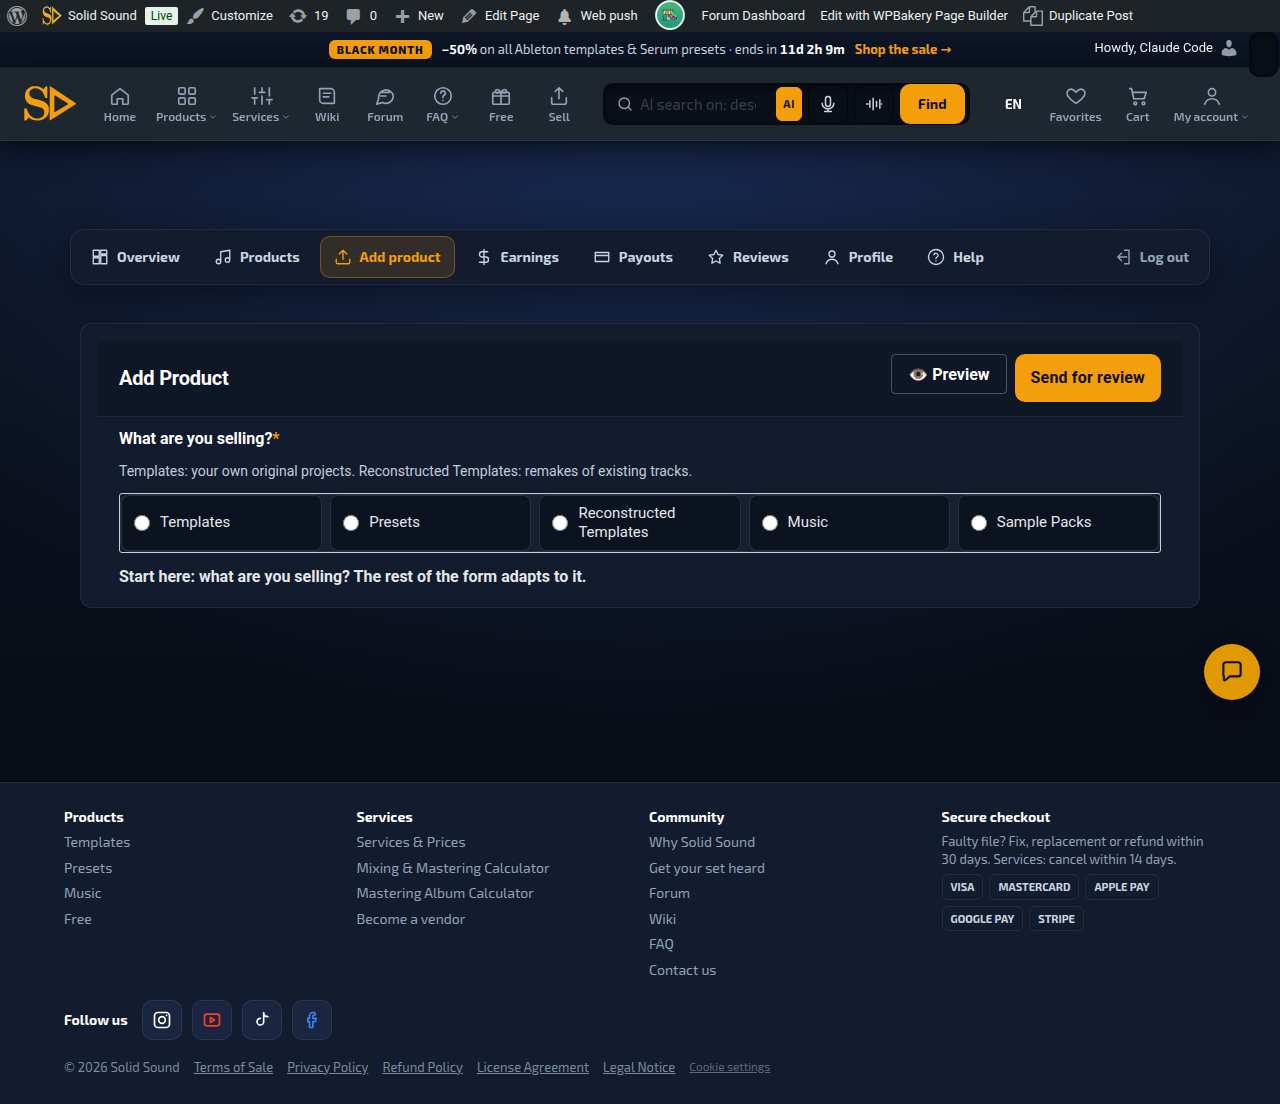 Solid Sound
Live
Customize
19
0
New
Edit Page
Web push
Forum Dashboard
Edit with WPBakery Page Builder
Duplicate Post
BLACK MONTH
−50% on all Ableton templates & Serum presets · ends in 11d 2h 9m
Shop the sale →
Howdy, Claude Code
Home
Products
Services
Wiki
Forum
FAQ
Free
Sell
AI search on: des
AI
Find
EN
Favorites
Cart
My account
Overview
Products
Add product
Earnings
Payouts
Reviews
Profile
Help
Log out
Add Product
Preview
Send for review
What are you selling?*
Templates: your own original projects. Reconstructed Templates: remakes of existing tracks.
Templates
Presets
Reconstructed
Templates
Music
Sample Packs
Start here: what are you selling? The rest of the form adapts to it.
Products
Templates
Presets
Music
Free
Services
Services & Prices
Mixing & Mastering Calculator
Mastering Album Calculator
Become a vendor
Community
Why Solid Sound
Get your set heard
Forum
Wiki
FAQ
Contact us
Secure checkout
Faulty file? Fix, replacement or refund within
30 days. Services: cancel within 14 days.
VISA
MASTERCARD
APPLE PAY
GOOGLE PAY
STRIPE
Follow us
© 2026 Solid Sound
Terms of Sale
Privacy Policy
Refund Policy
License Agreement
Legal Notice
Cookie settings